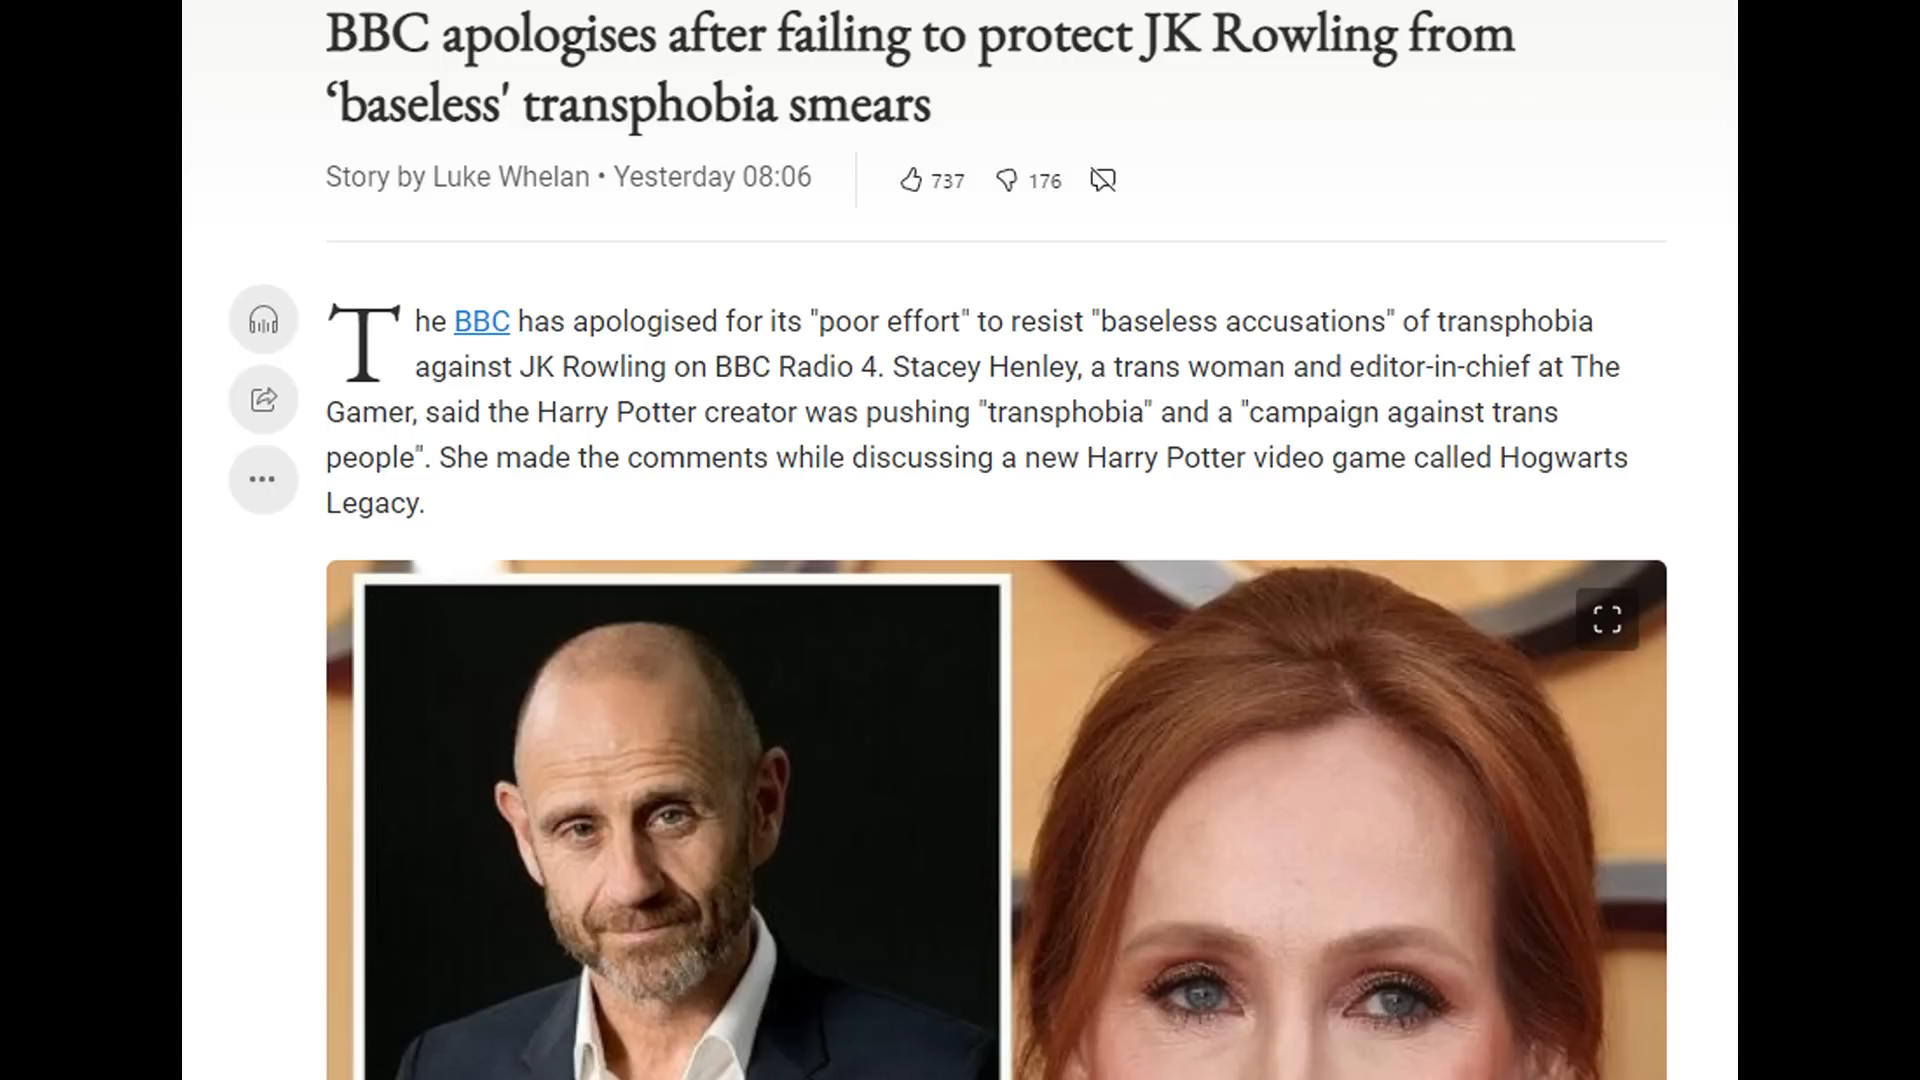 BBC apologises after failing to protect JK Rowling from
‘baseless' transphobia smears
Story by Luke Whelan • Yesterday 08:06
737
176
The BBC has apologised for its "poor effort" to resist "baseless accusations" of transphobia
against JK Rowling on BBC Radio 4. Stacey Henley, a trans woman and editor-in-chief at The
Gamer, said the Harry Potter creator was pushing "transphobia" and a "campaign against trans
people". She made the comments while discussing a new Harry Potter video game called Hogwarts
Legacy.